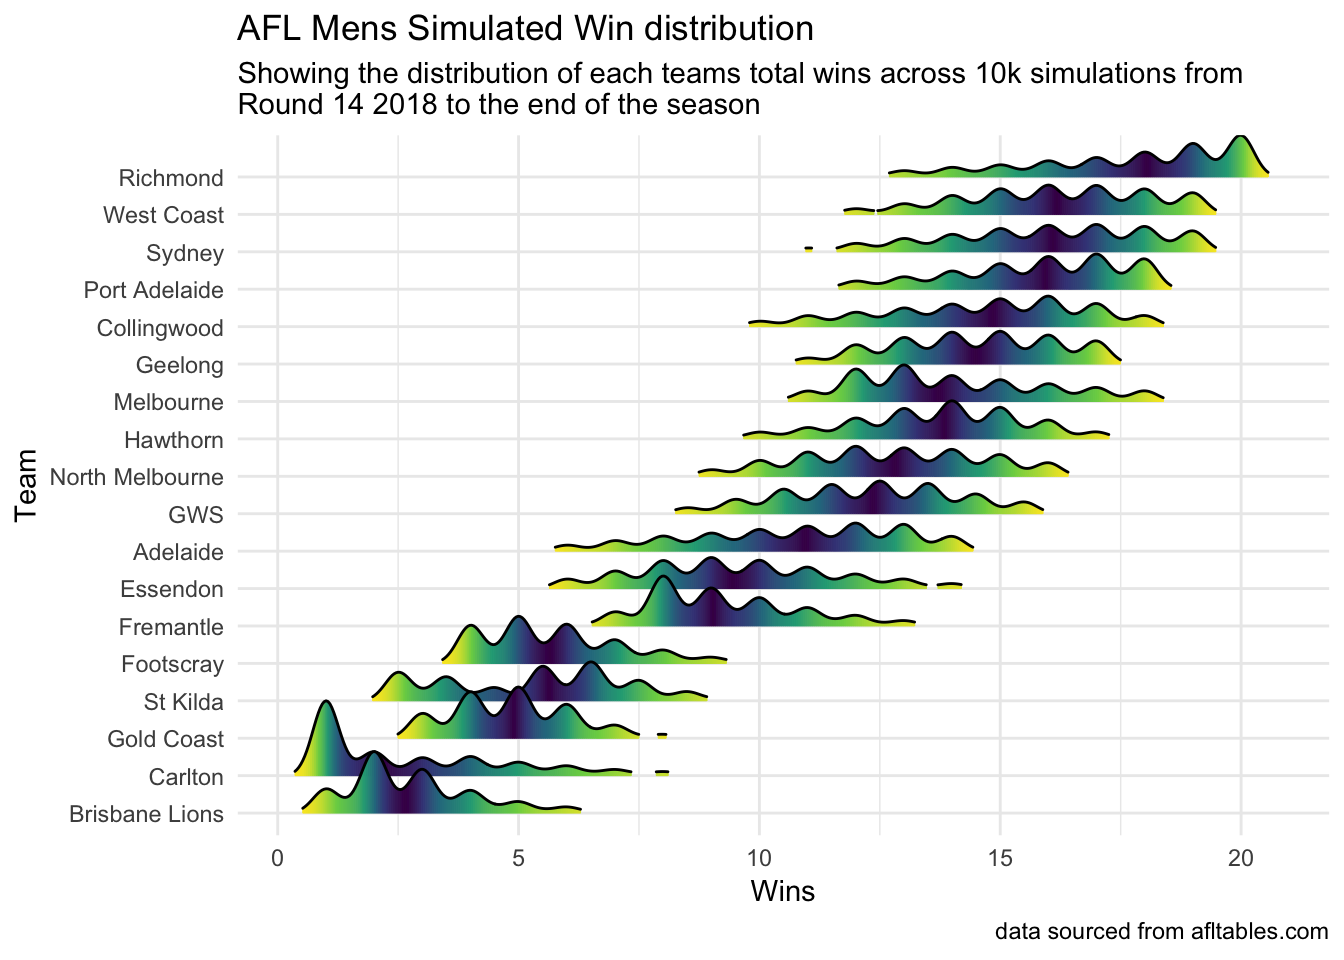 AFL Mens Simulated Win distribution
Showing the distribution of each teams total wins across 10k simulations from
Round 14 2018 to the end of the season
Team
Richmond
West Coast
Sydney
Port Adelaide
Collingwood
Geelong
Melbourne
Hawthorn
North Melbourne
GWS
Adelaide
Essendon
Fremantle
Footscray
St Kilda
Gold Coast
Carlton
Brisbane Lions
0 5 10 15 20
Wins
data sourced from afltables.com